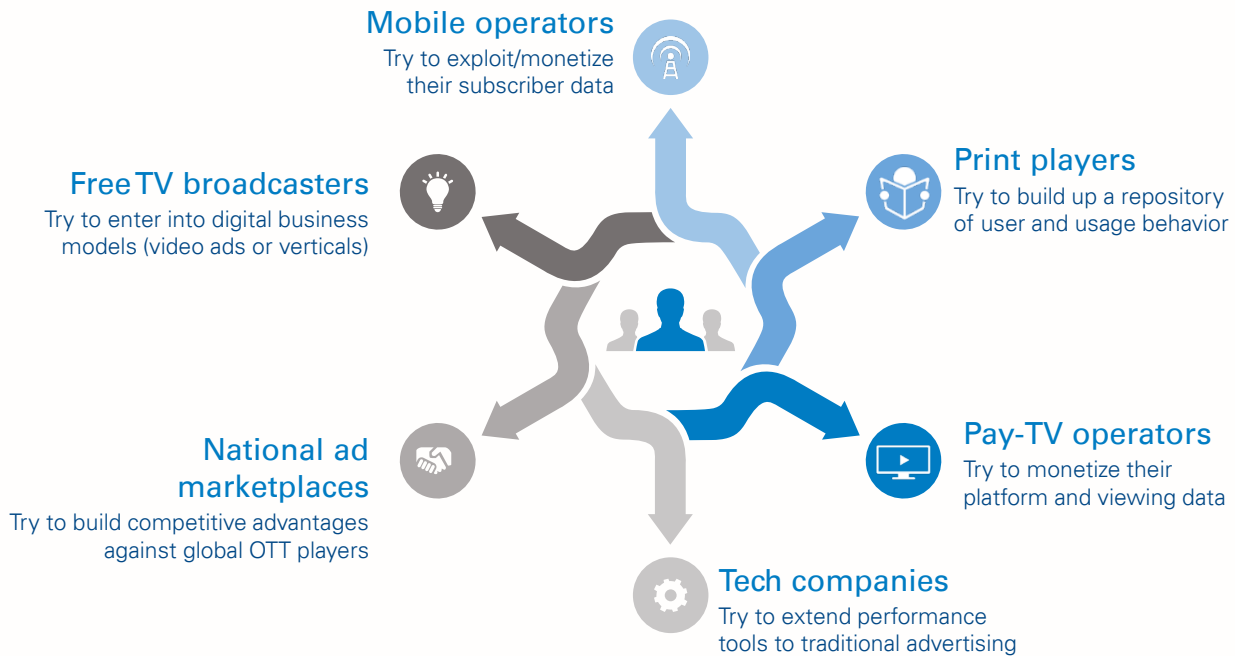 Mobile operators
Try to exploit/monetize
their subscriber data
Print players
Try to build up a repository
of user and usage behavior
Free TV broadcasters
Try to enter into digital business
models (video ads or verticals)
National ad
marketplaces
Try to build competitive advantages
against global OTT players
Pay-TV operators
Try to monetize their
platform and viewing data
Tech companies
Try to extend performance
tools to traditional advertising